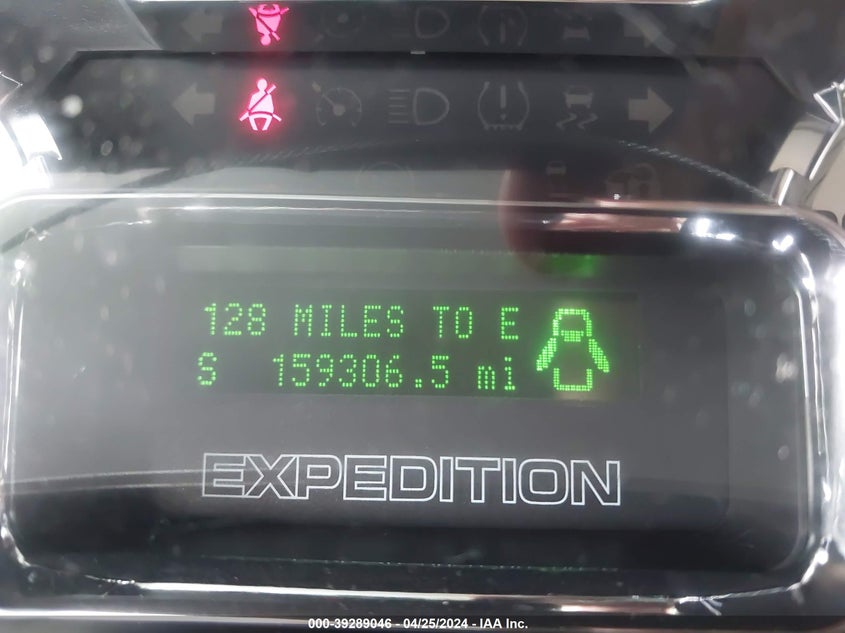 128 MILES TO E
S 159306.5 mi
EXPEDITION
000-39289046 - 04/25/2024 - IAA Inc.